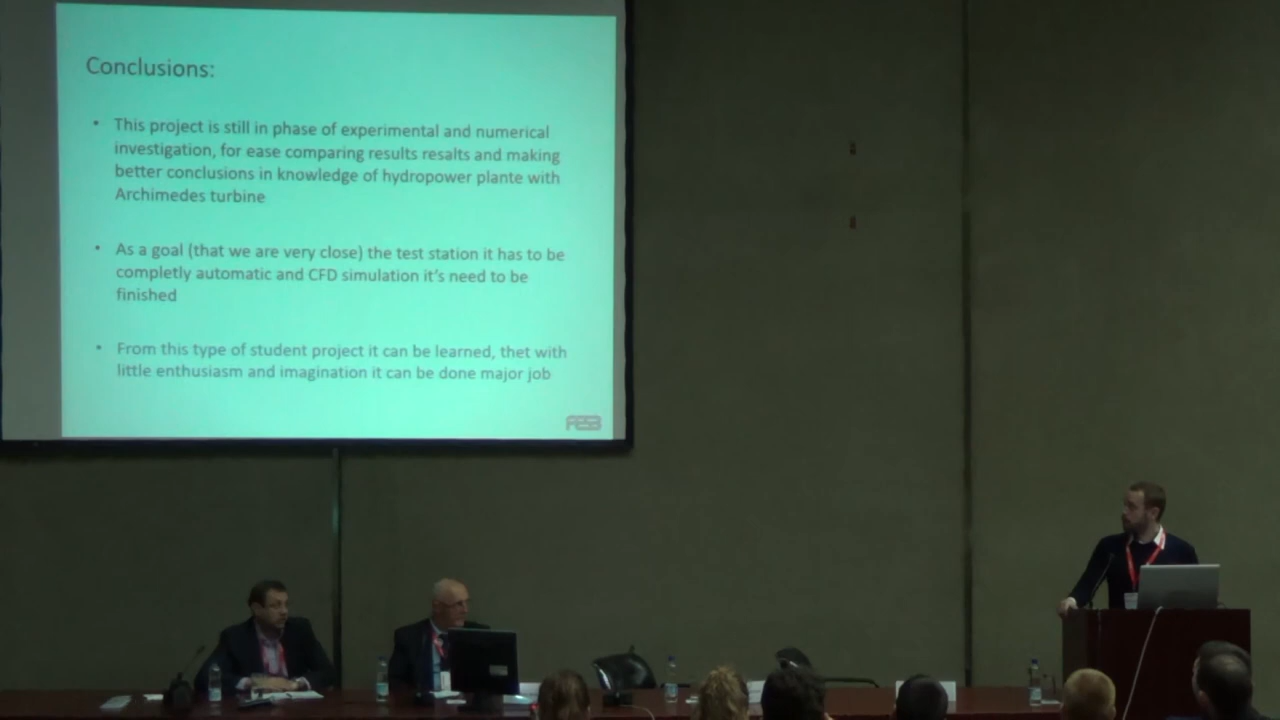 Conclusions:
• This project is still in phase of experimental and numerical
investigation, for ease comparing results resalts and making
better conclusions in knowledge of hydropower plante with
Archimedes turbine
• As a goal (that we are very close) the test station it has to be
completly automatic and CFD simulation it's need to be
finished
• From this type of student project it can be learned, thet with
little enthusiasm and imagination it can be done major job
FESB